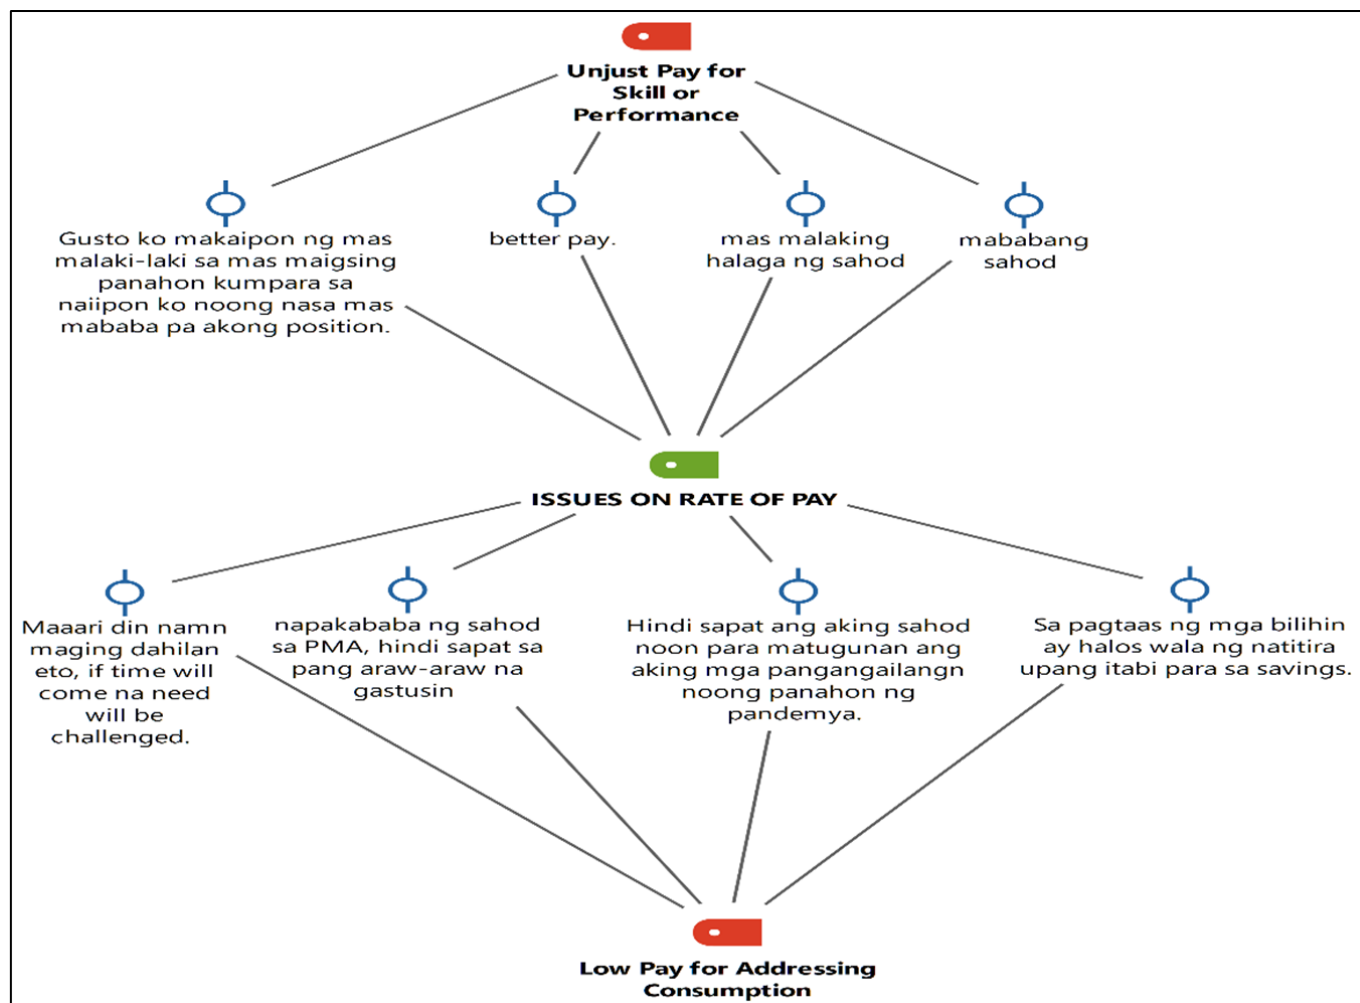 Unjust Pay for
Skill or
Performance
Gusto ko makaipon ng mas
malaki-laki sa mas maigsing
panahon kumpara sa
naiipon ko noong nasa mas
mababa pa akong position.
better pay.
mas malaking
halaga ng sahod
mababang
sahod
ISSUES ON RATE OF PAY
Maaari din namn
maging dahilan
eto, if time will
come na need
will be
challenged.
napakababa ng sahod
sa PMA, hindi sapat sa
pang araw-araw na
gastusin
Hindi sapat ang aking sahod
noon para matugunan ang
aking mga pangangailangn
noong panahon ng
pandemya.
Sa pagtaas ng mga bilihin
ay halos wala ng natitira
upang itabi para sa savings.
Low Pay for Addressing
Consumption